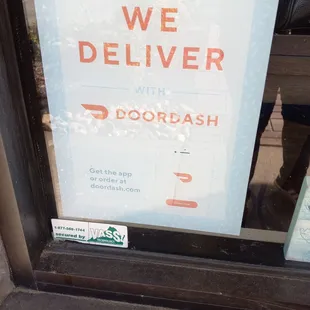 WE
DELIVER
WITH
DOORDASH
Get the app
or order at
doordash.com
secured by